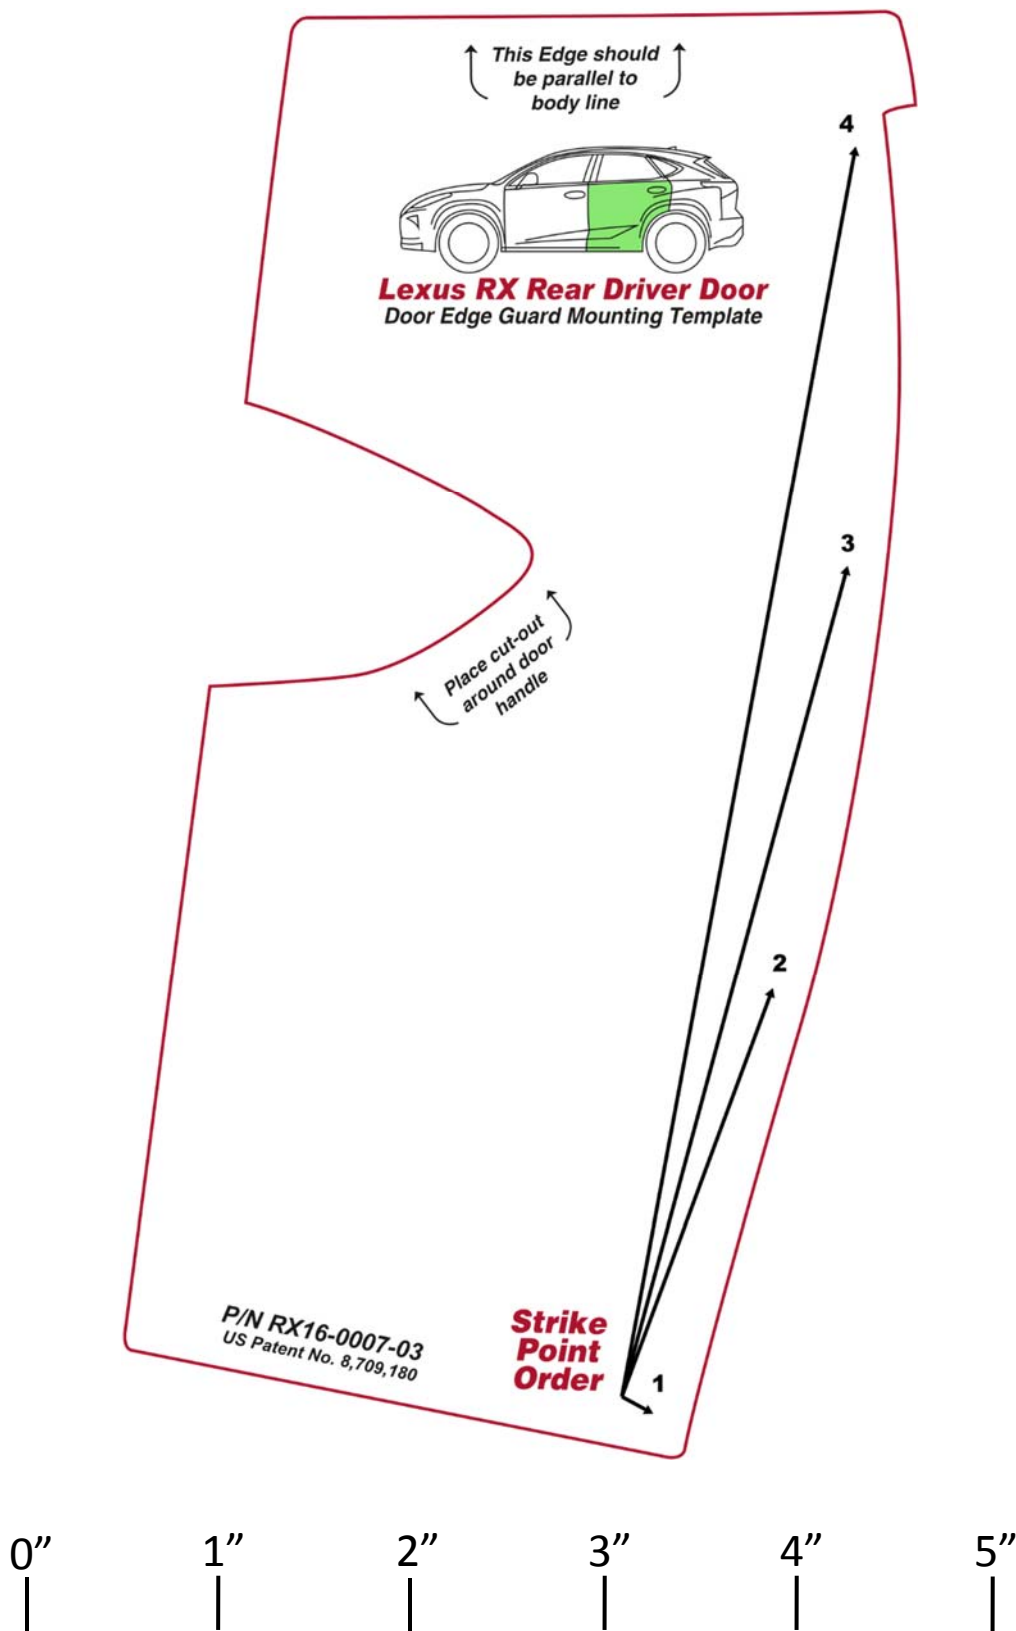 This Edge should
be parallel to
body line
4
Lexus RX Rear Driver Door
Door Edge Guard Mounting Template
3
Place cut-out
around door
handle
2
P/N RX16-0007-03
US Patent No. 8,709,180
Strike
Point
Order
1
0” 1” 2” 3” 4” 5”